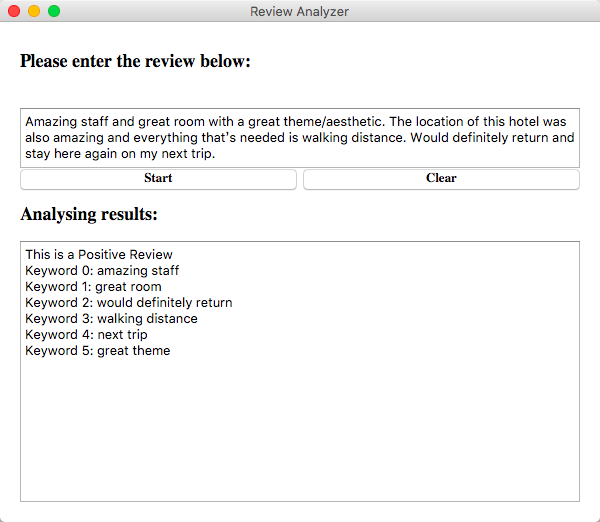 Review Analyzer
Please enter the review below:
Amazing staff and great room with a great theme/aesthetic. The location of this hotel was
also amazing and everything that's needed is walking distance. Would definitely return and
stay here again on my next trip.
Start
Clear
Analysing results:
This is a Positive Review
Keyword 0: amazing staff
Keyword 1: great room
Keyword 2: would definitely return
Keyword 3: walking distance
Keyword 4: next trip
Keyword 5: great theme